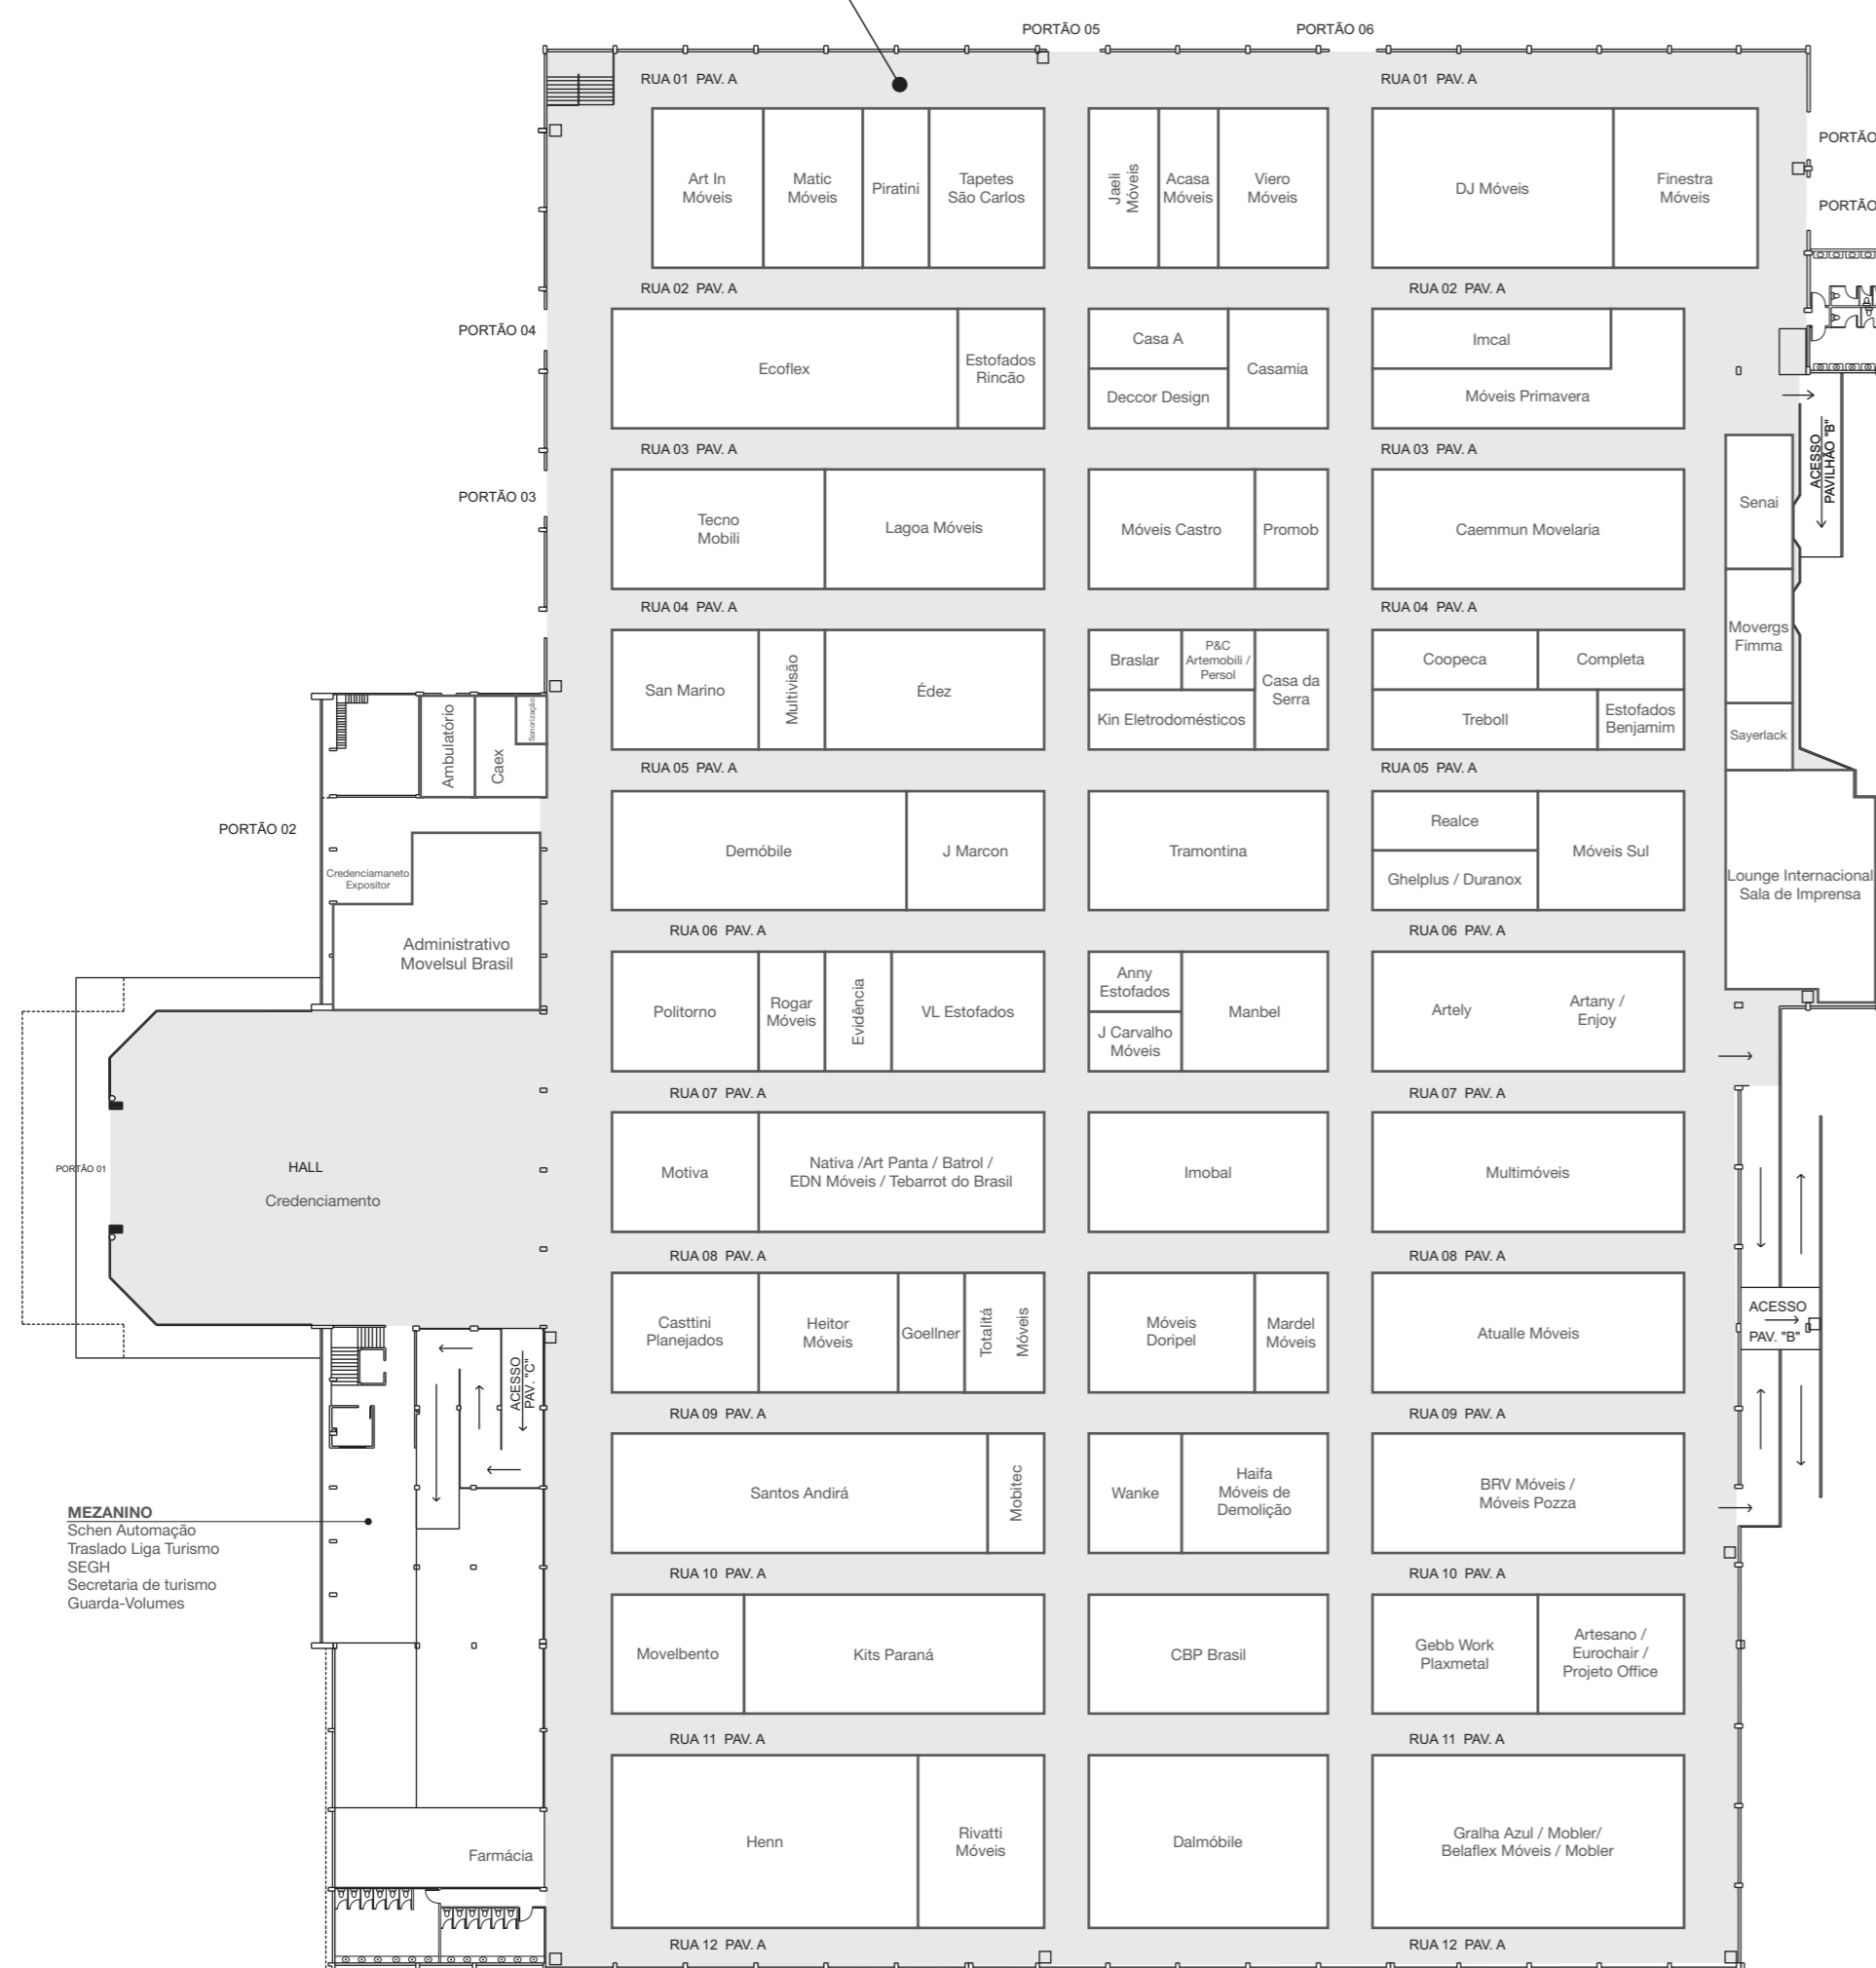 PORTÃO 05
PORTÃO 06
RUA 01 PAV. A
RUA 01 PAV. A
PORTÃO
PORTÃO
Art In
Móveis
Matic
Móveis
Piratini
Tapetes
São Carlos
Jaeli
Móveis
Acasa
Móveis
Viero
Móveis
DJ Móveis
Finestra
Móveis
RUA 02 PAV. A
RUA 02 PAV. A
PORTÃO 04
Ecoflex
Estofados
Rincão
Casa A
Deccor Design
Casamia
Imcal
Móveis Primavera
ACESSO
PAVILHÃO "B"
RUA 03 PAV. A
RUA 03 PAV. A
PORTÃO 03
Tecno
Mobili
Lagoa Móveis
Móveis Castro
Promob
Caemmun Movelaria
Senai
RUA 04 PAV. A
RUA 04 PAV. A
Movergs
Fimma
San Marino
Multivisão
Édez
Braslar
P&C
Artemobili /
Persol
Kin Eletrodomésticos
Casa da
Serra
Coopeca
Completa
Treboll
Estofados
Benjamim
Sayerlack
Ambulatório
Caex
Sonorização
RUA 05 PAV. A
RUA 05 PAV. A
PORTÃO 02
Demóbile
J Marcon
Tramontina
Realce
Ghelplus / Duranox
Móveis Sul
Lounge Internacional
Sala de Imprensa
Credenciamaneto
Expositor
Administrativo
Movelsul Brasil
RUA 06 PAV. A
RUA 06 PAV. A
Politorno
Rogar
Móveis
Evidência
VL Estofados
Anny
Estofados
J Carvalho
Móveis
Manbel
Artely
Artany /
Enjoy
RUA 07 PAV. A
RUA 07 PAV. A
PORTÃO 01
HALL
Credenciamento
Motiva
Nativa /Art Panta / Batrol /
EDN Móveis / Tebarrot do Brasil
Imobal
Multimóveis
RUA 08 PAV. A
RUA 08 PAV. A
Casttini
Planejados
Heitor
Móveis
Goellner
Totalitá
Móveis
Móveis
Doripel
Mardel
Móveis
Atualle Móveis
ACESSO
PAV. "B"
ACESSO
PAV. "C"
RUA 09 PAV. A
RUA 09 PAV. A
Santos Andirá
Mobitec
Wanke
Haifa
Móveis de
Demolição
BRV Móveis /
Móveis Pozza
MEZANINO
Schen Automação
Traslado Liga Turismo
SEGH
Secretaria de turismo
Guarda-Volumes
RUA 10 PAV. A
RUA 10 PAV. A
Movelbento
Kits Paraná
CBP Brasil
Gebb Work
Plaxmetal
Artesano /
Eurochair /
Projeto Office
RUA 11 PAV. A
RUA 11 PAV. A
Henn
Rivatti
Móveis
Dalmóbile
Gralha Azul / Mobler/
Belaflex Móveis / Mobler
Farmácia
RUA 12 PAV. A
RUA 12 PAV. A